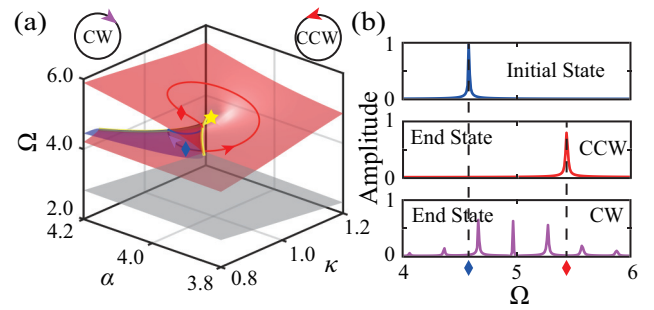 (a)
CW
CCW
6.0
Ω
4.0
2.0
4.2
α
4.0
3.8
0.8
1.0
κ
1.2
(b)
Amplitude
1
0
Initial State
End State
CCW
1
0
End State
CW
1
0
4
5
6
Ω